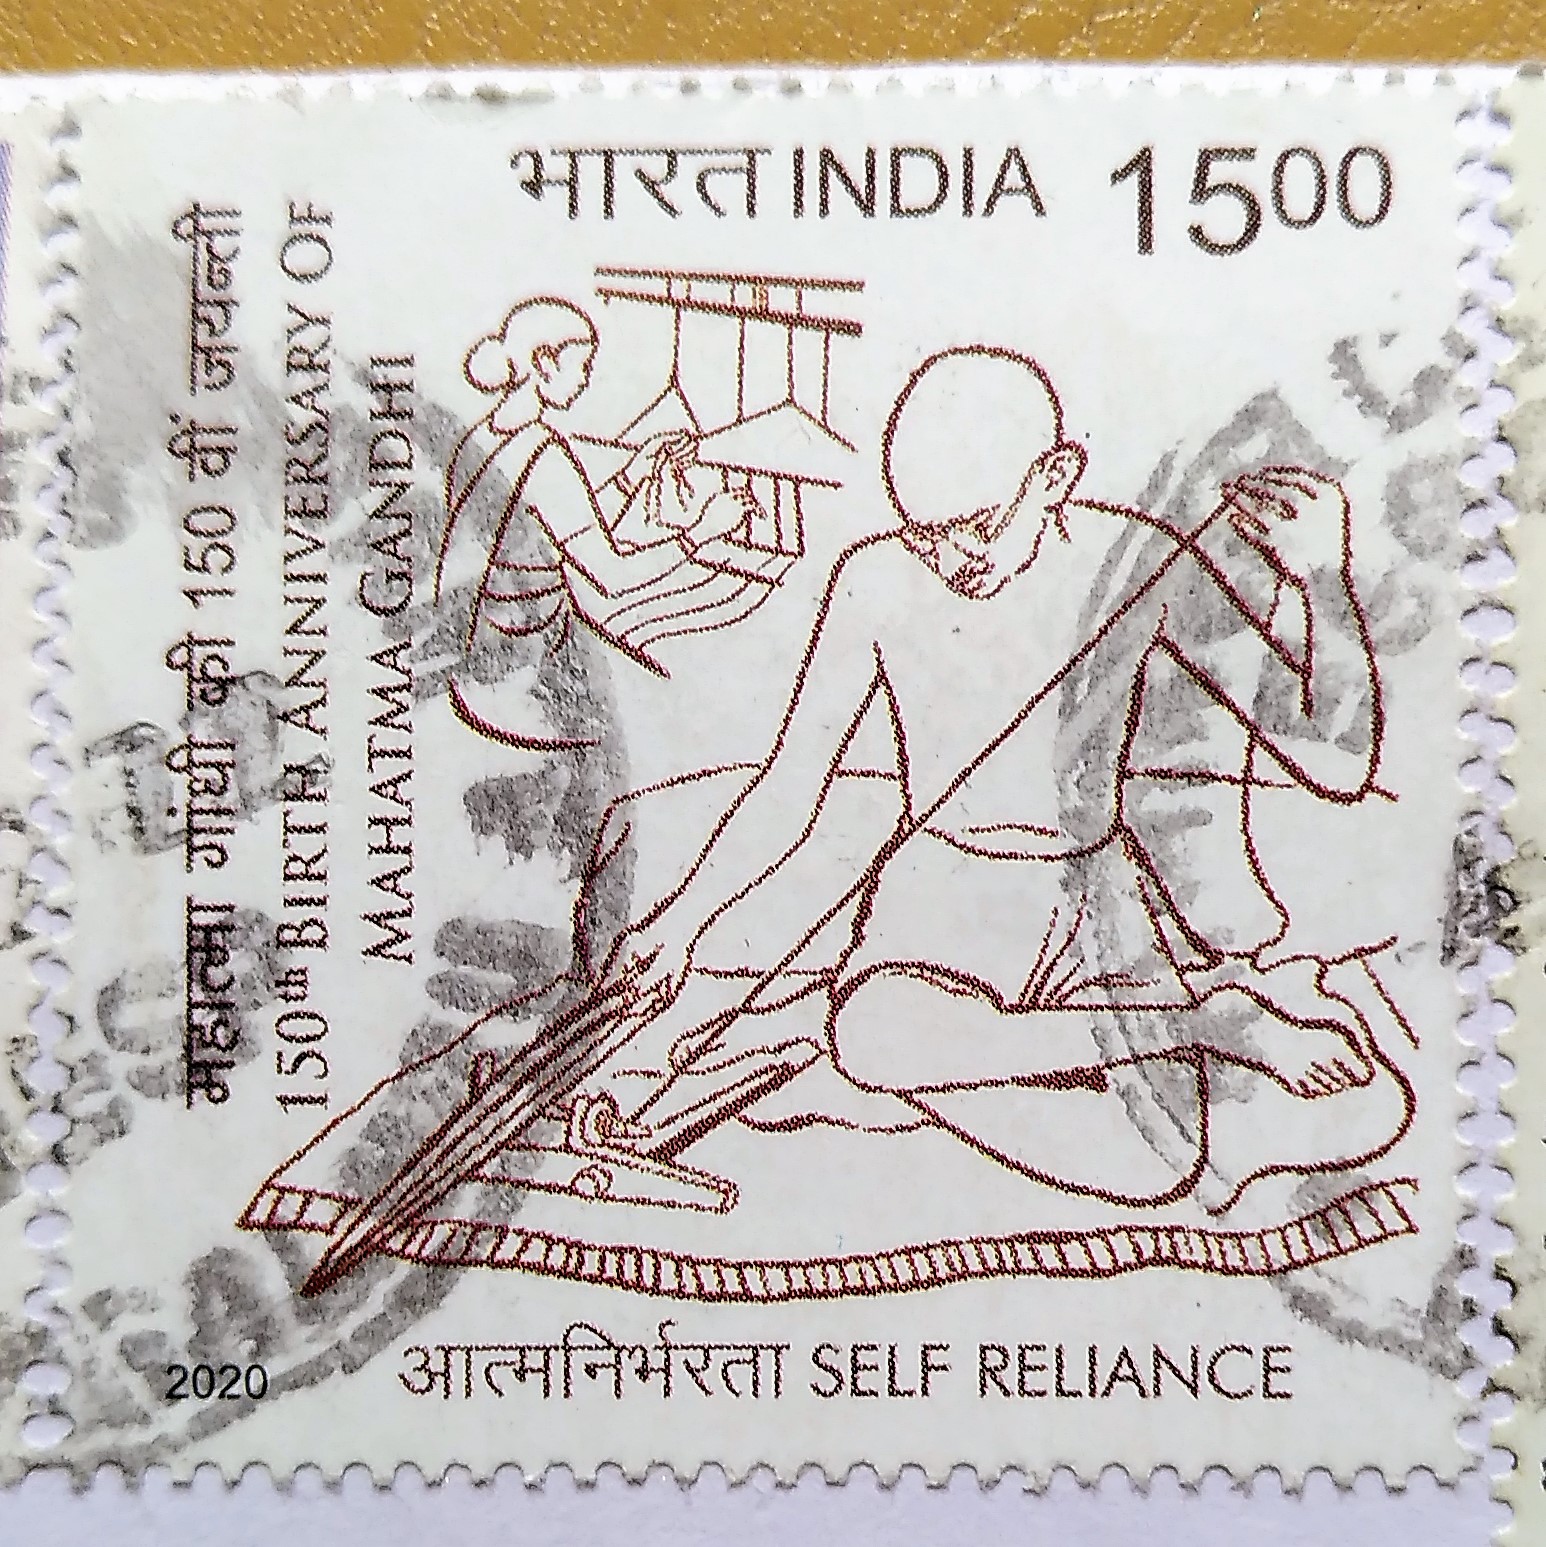 भारत INDIA 1500
महात्मा गांधी की 150 वीं जयन्ती
150th BIRTH ANNIVERSARY OF
MAHATMA GANDHI
2020
आत्मनिर्भरता SELF RELIANCE